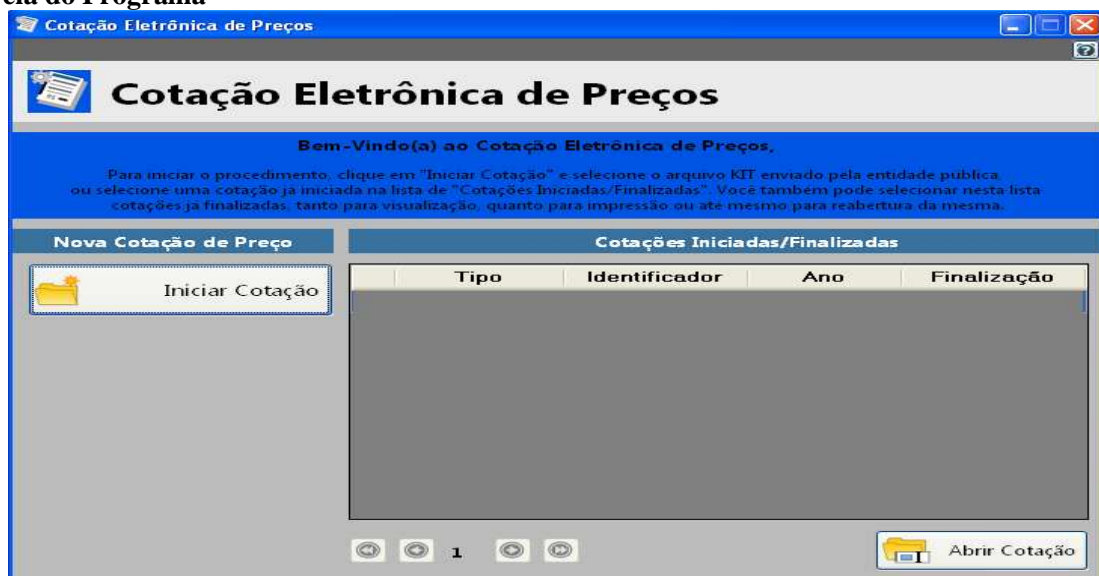 do Programa
Cotação Eletrônica de Preços
Cotação Eletrônica de Preços
Bem-Vindo(a) ao Cotação Eletrônica de Preços,
Para iniciar o procedimento, clique em "Iniciar Cotação" e selecione o arquivo KIT enviado pela entidade pública,
ou selecione uma cotação já iniciada na lista de "Cotações Iniciadas/Finalizadas". Você também pode selecionar nesta lista
cotações já finalizadas, tanto para visualização, quanto para impressão ou até mesmo para reabertura da mesma.
Nova Cotação de Preço
Cotações Iniciadas/Finalizadas
Iniciar Cotação
Tipo Identificador Ano Finalização
1
Abrir Cotação